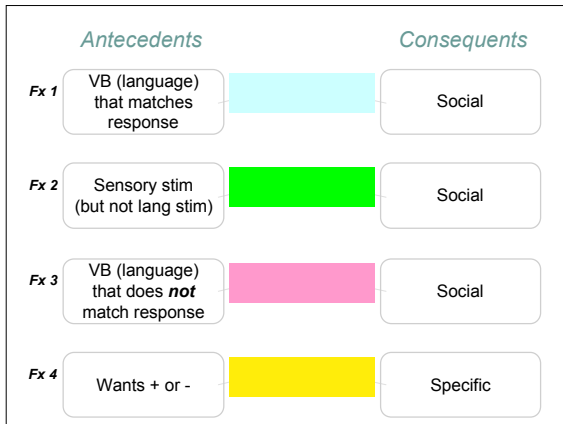 Antecedents
Consequents
Fx 1
VB (language)
that matches
response
Social
Fx 2
Sensory stim
(but not lang stim)
Social
Fx 3
VB (language)
that does not
match response
Social
Fx 4
Wants + or -
Specific